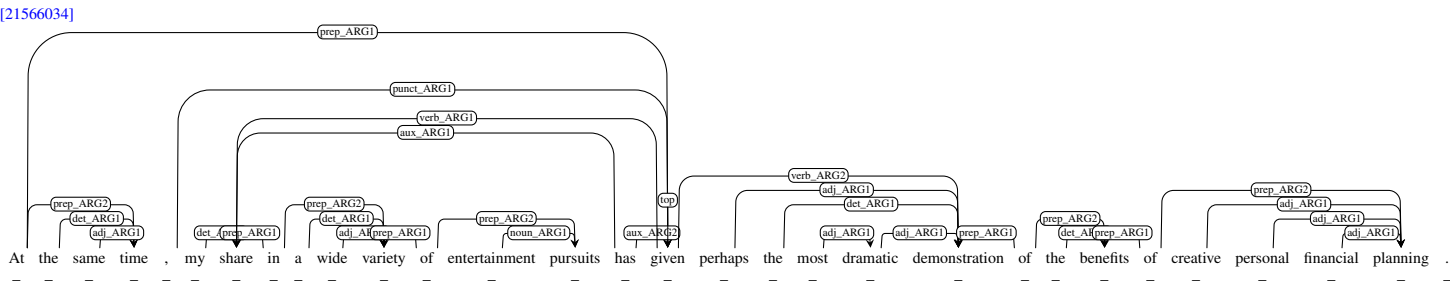 [21566034]
prep_ARG1
punct_ARG1
verb_ARG1
aux_ARG1
verb_ARG2
adj_ARG1 prep_ARG2
prep_ARG2 prep_ARG2 top det_ARG1 adj_ARG1
det_ARG1 det_ARG1 prep_ARG2 prep_ARG2 adj_ARG1
adj_ARG1 prep_ARG1 prep_ARG1 noun_ARG1 aux_ARG2 adj_ARG1 adj_ARG1 prep_ARG1 prep_ARG1 adj_ARG1
At the same time , my share in a wide variety of entertainment pursuits has given perhaps the most dramatic demonstration of the benefits of creative personal financial planning .